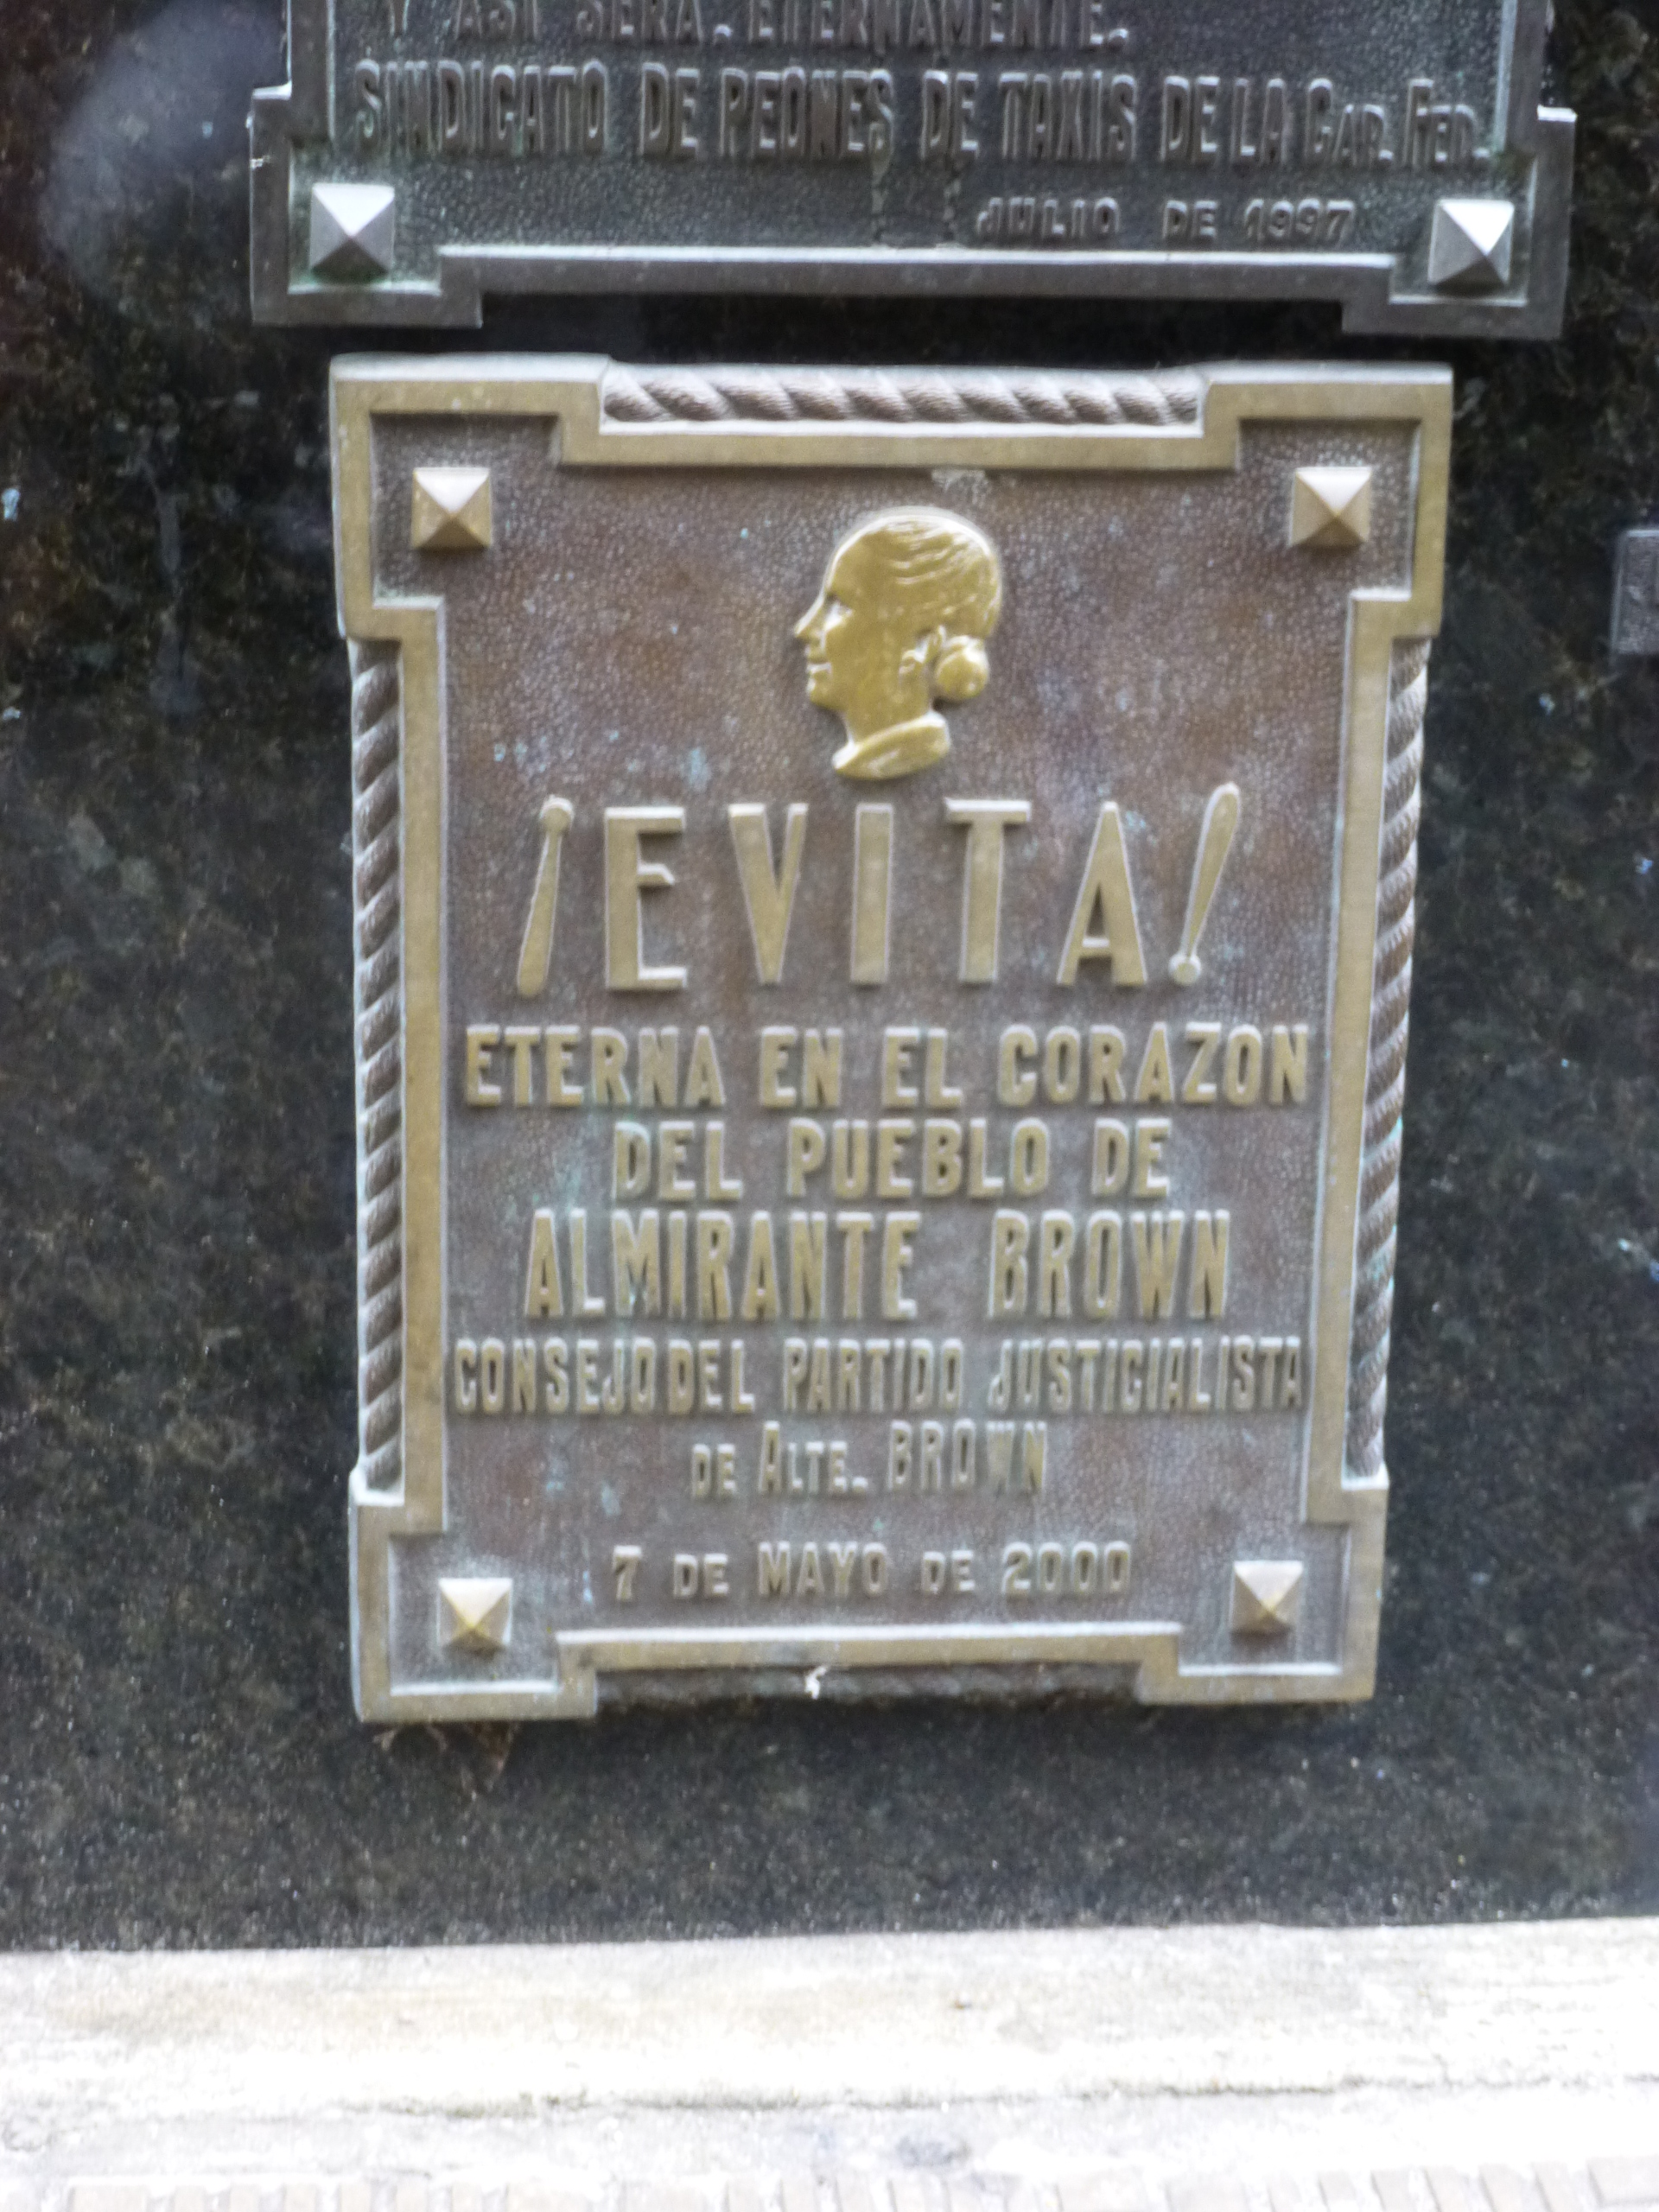 Y ASI SERA. ETERNAMENTE.
SINDICATO DE PEONES DE TAXIS DE LA CAP. FED.
JULIO DE 1997
¡EVITA!
ETERNA EN EL CORAZON
DEL PUEBLO DE
ALMIRANTE BROWN
CONSEJO DEL PARTIDO JUSTICIALISTA
DE ALTE. BROWN
7 DE MAYO DE 2000